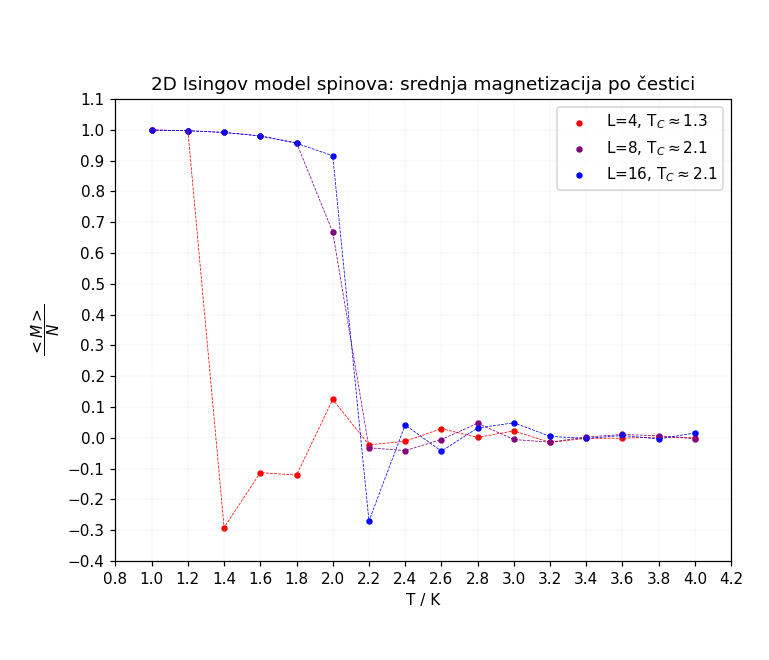 2D Isingov model spinova: srednja magnetizacija po čestici
L=4, T_C≈1.3
L=8, T_C≈2.1
L=16, T_C≈2.1
<M>
N
1.1
1.0
0.9
0.8
0.7
0.6
0.5
0.4
0.3
0.2
0.1
0.0
−0.1
−0.2
−0.3
−0.4
0.8 1.0 1.2 1.4 1.6 1.8 2.0 2.2 2.4 2.6 2.8 3.0 3.2 3.4 3.6 3.8 4.0 4.2
T / K